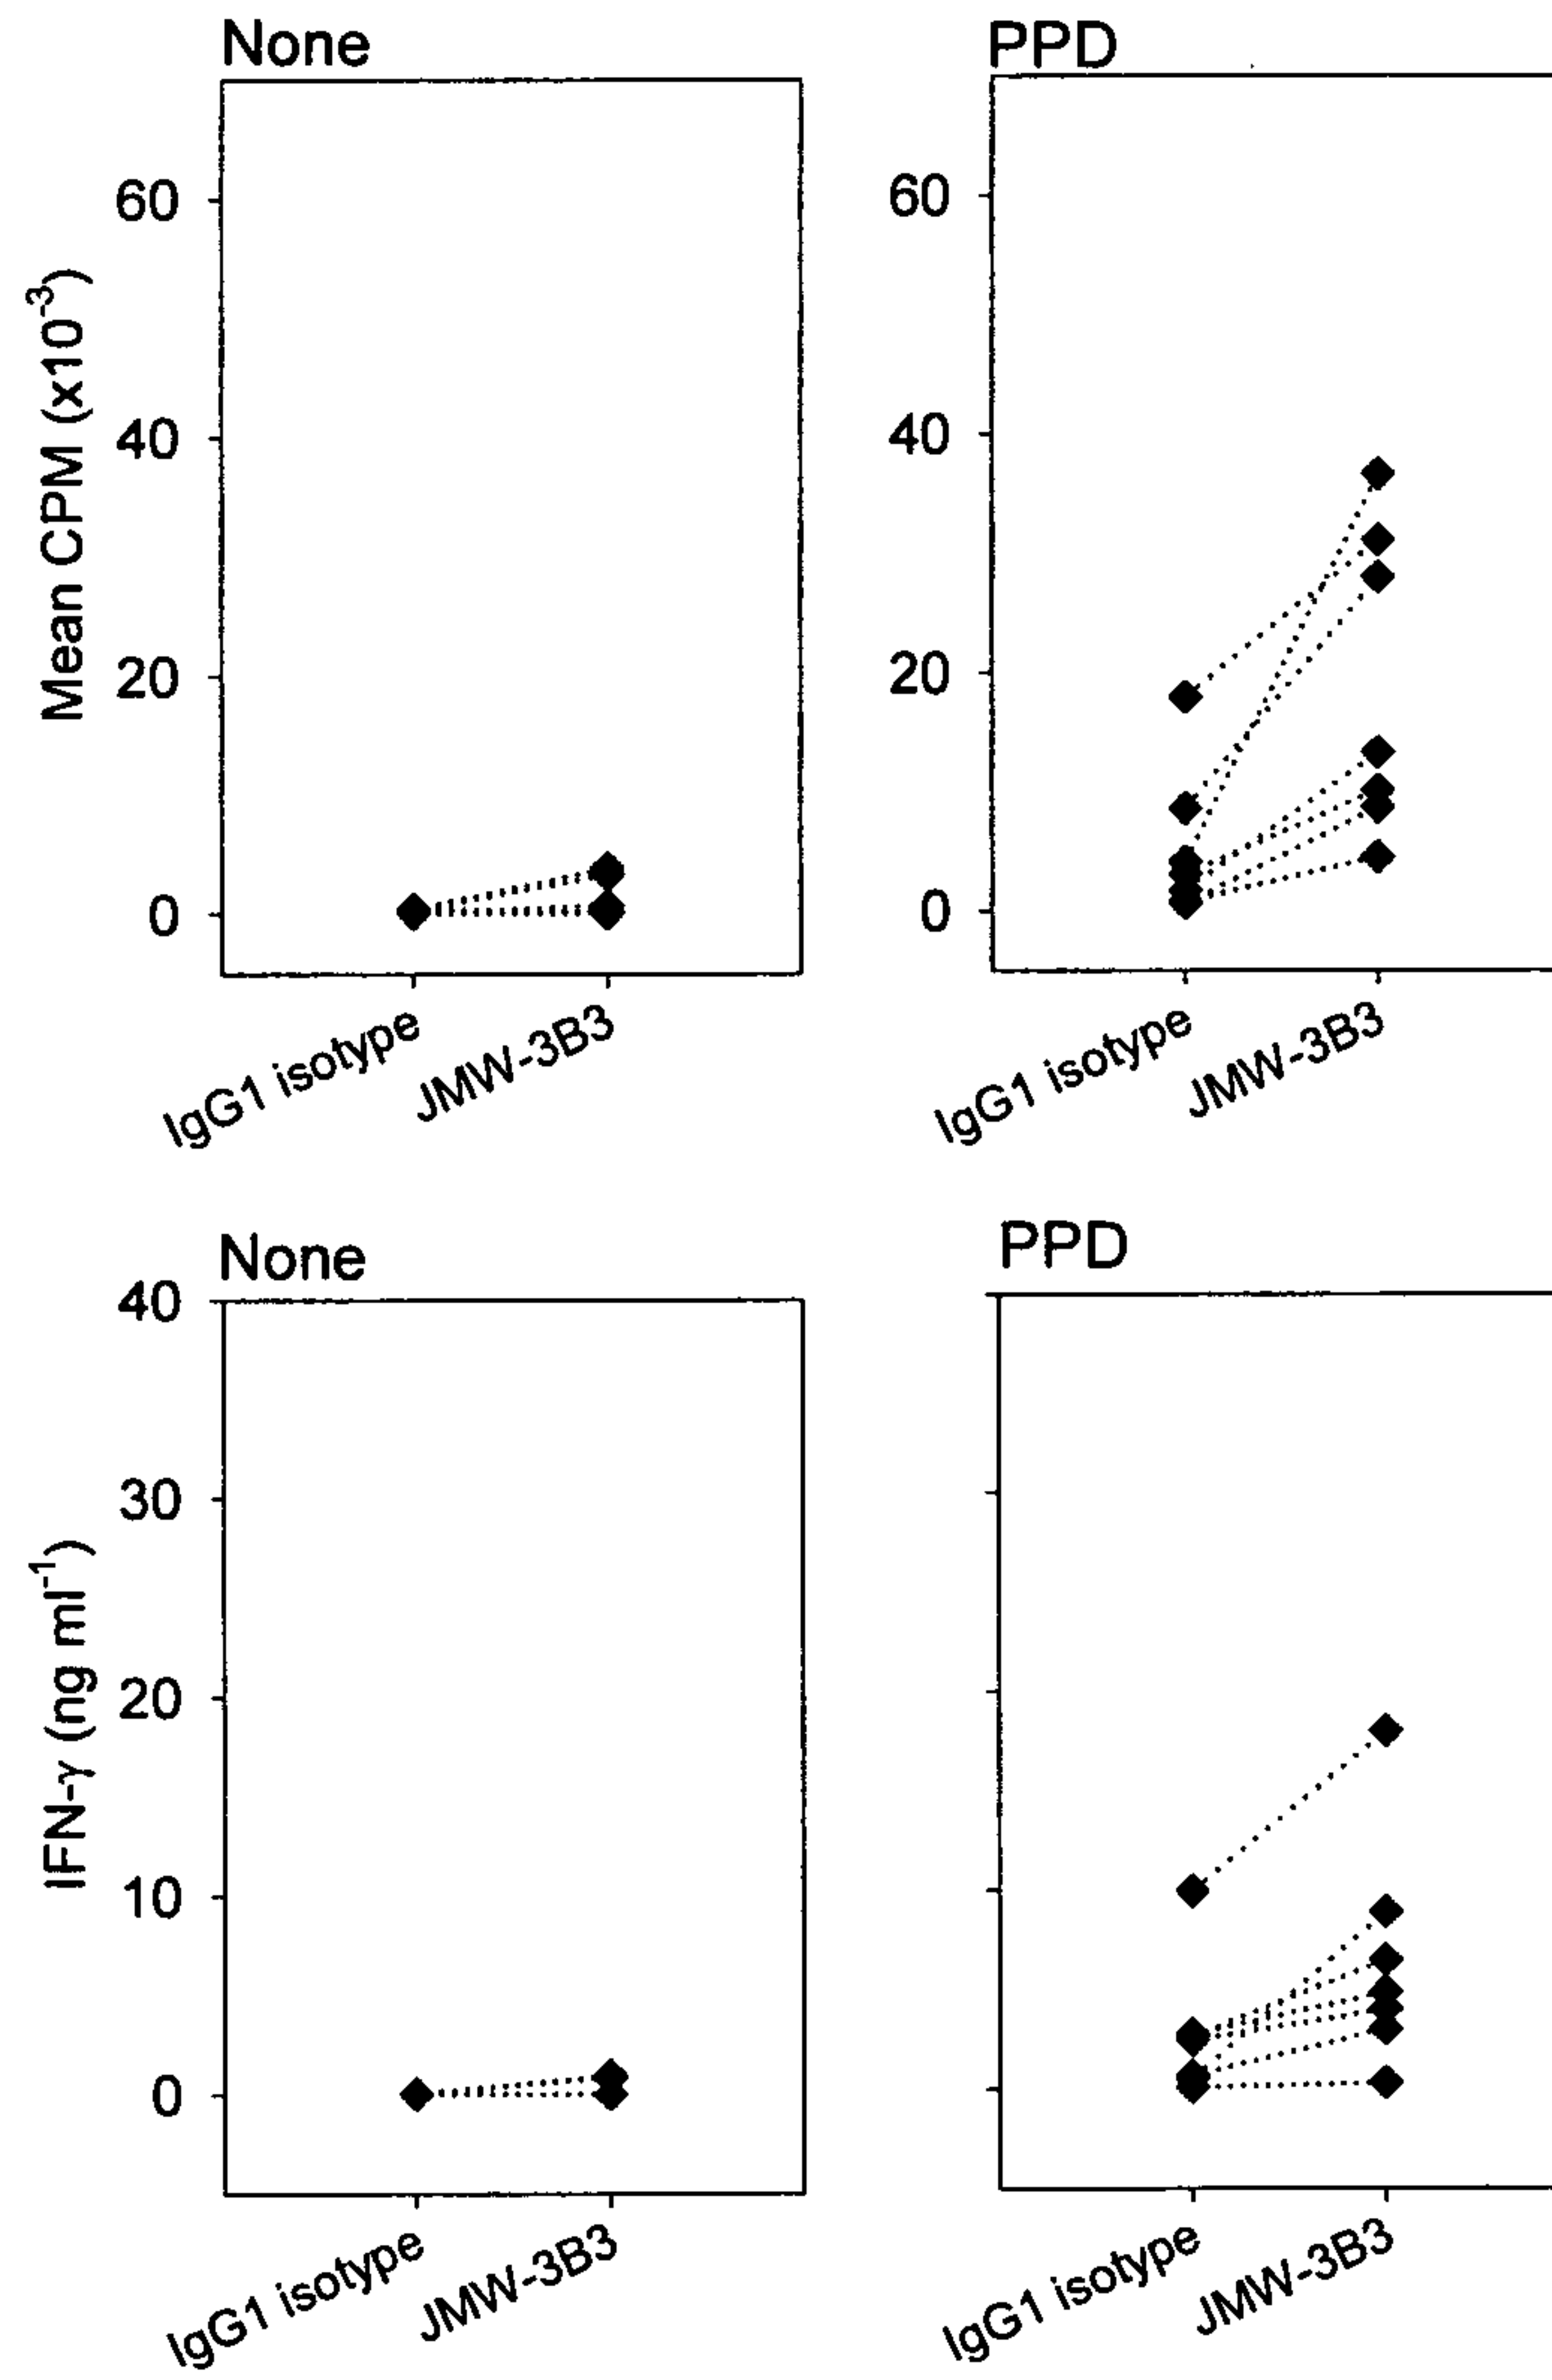 None
PPD
Mean CPM (x10⁻³)
60
40
20
0
60
40
20
0
IgG1 isotype
JMW-3B3
IgG1 isotype
JMW-3B3
None
PPD
IFN-γ (ng ml⁻¹)
40
30
20
10
0
IgG1 isotype
JMW-3B3
IgG1 isotype
JMW-3B3